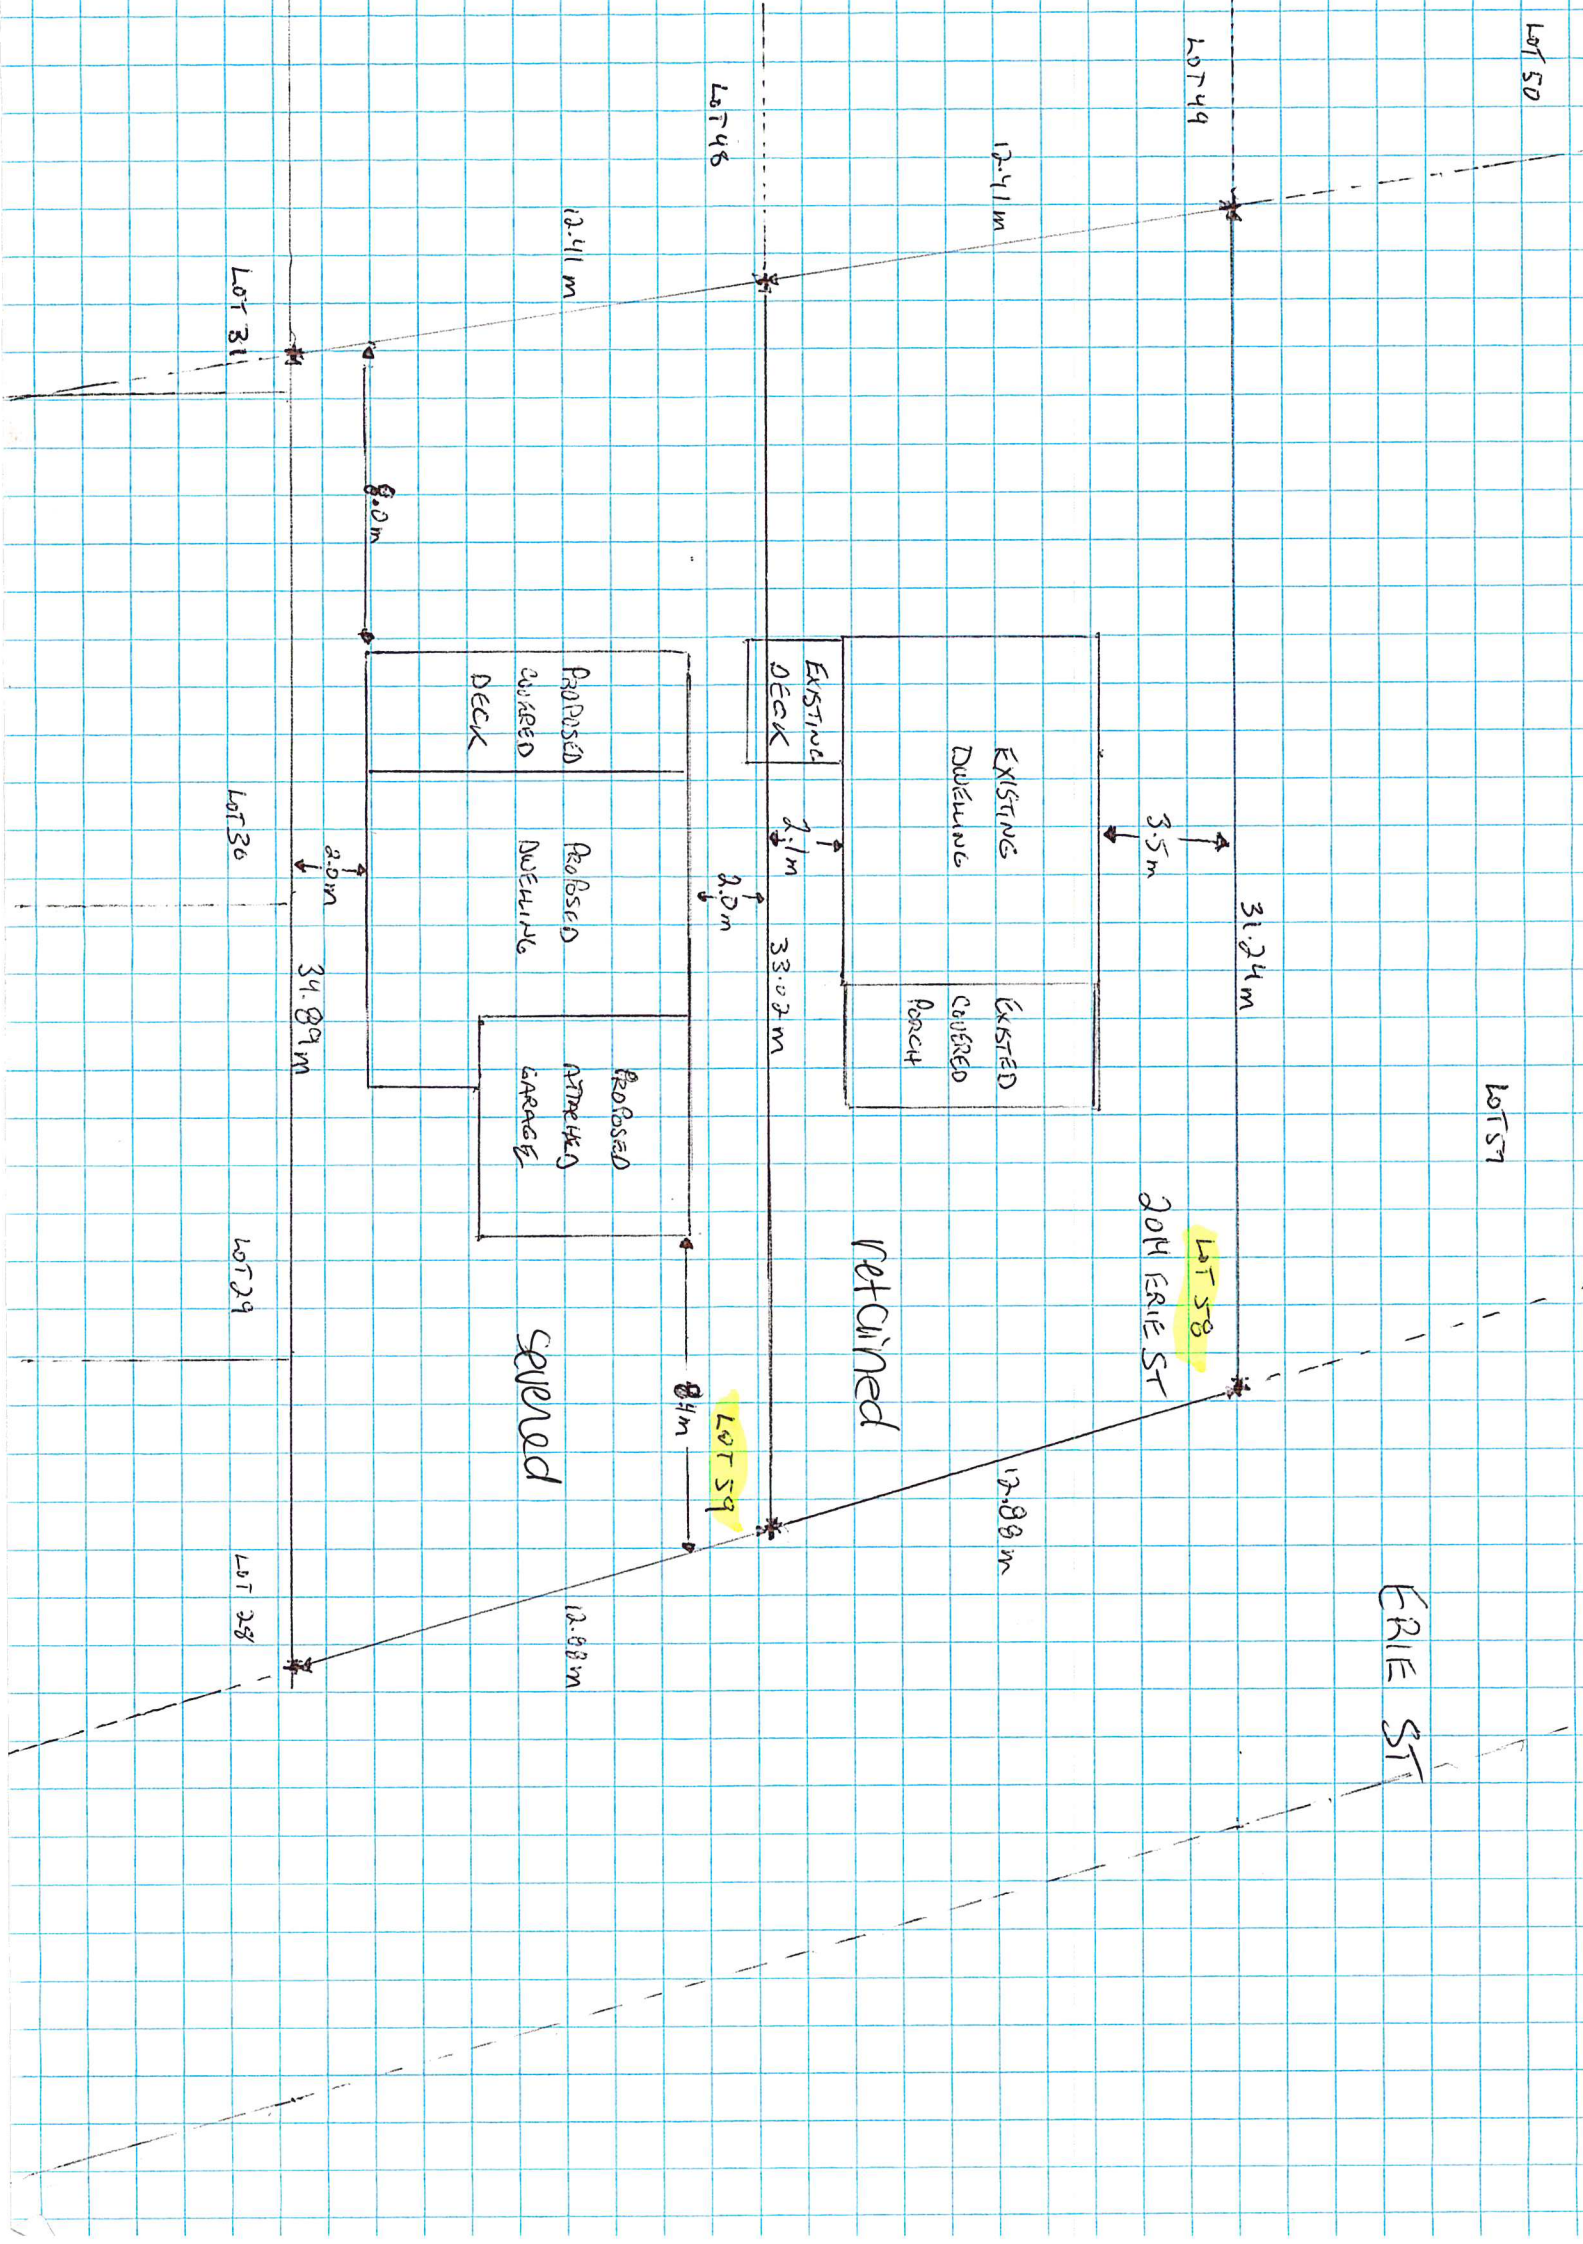 LOT 50
LOT 49
12.41 m
LOT 48
12.41 m
LOT 31
8.0m
LOT 57
3.5m
31.24m
EXISTING
DWELLING
EXISTING
DECK
2.1m
33.02m
EXISTED
COVERED
PORCH
2.0m
PROPOSED
COVERED
DECK
PROPOSED
DWELLING
PROPOSED
ATTACHED
GARAGE
LOT 30
2.0m
34.89m
LOT 29
LOT 28
LOT 58
ERIE ST
retained
8.4m
LOT 59
severed
12.88m
12.88m
ERIE ST